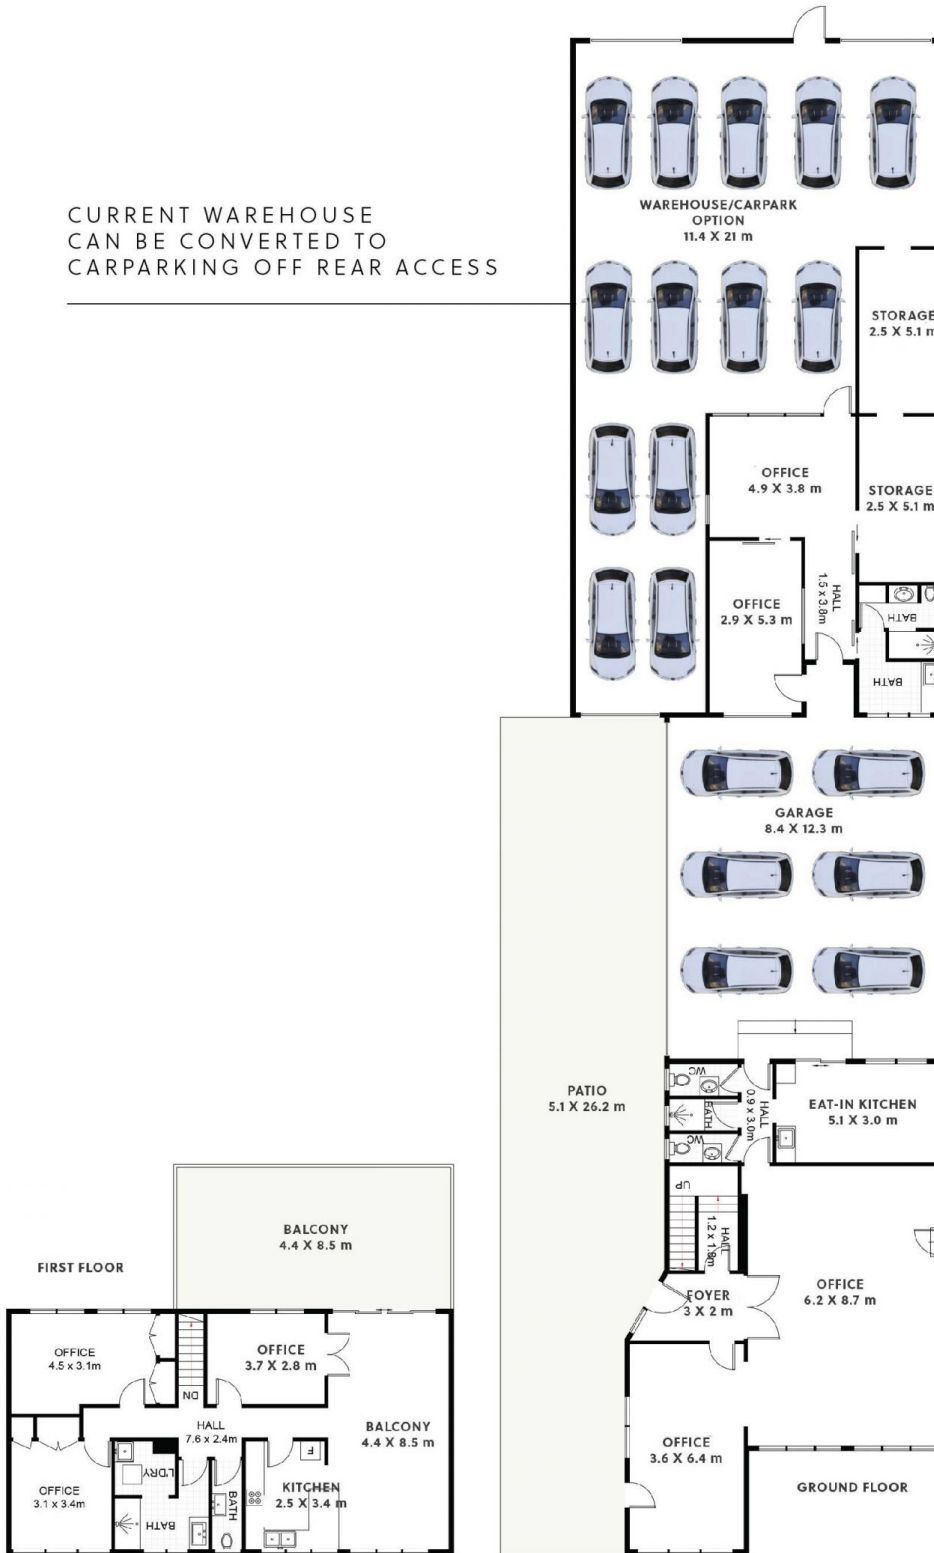 CURRENT WAREHOUSE
CAN BE CONVERTED TO
CARPARKING OFF REAR ACCESS
WAREHOUSE/CARPARK
OPTION
11.4 X 21 m
STORAGE
2.5 X 5.1 m
OFFICE
4.9 X 3.8 m
STORAGE
2.5 X 5.1 m
HALL
1.5 x 3.8m
OFFICE
2.9 X 5.3 m
BATH
BATH
GARAGE
8.4 X 12.3 m
PATIO
5.1 X 26.2 m
WC
BATH
WC
HALL
0.9 x 3.0m
EAT-IN KITCHEN
5.1 X 3.0 m
UP
HALL
1.2 x 1.8m
FOYER
3 X 2 m
OFFICE
6.2 X 8.7 m
OFFICE
3.6 X 6.4 m
GROUND FLOOR
FIRST FLOOR
BALCONY
4.4 X 8.5 m
OFFICE
4.5 x 3.1m
DN
OFFICE
3.7 X 2.8 m
HALL
7.6 x 2.4m
BALCONY
4.4 X 8.5 m
OFFICE
3.1 x 3.4m
L'DRY
BATH
BATH
F
KITCHEN
2.5 X 3.4 m